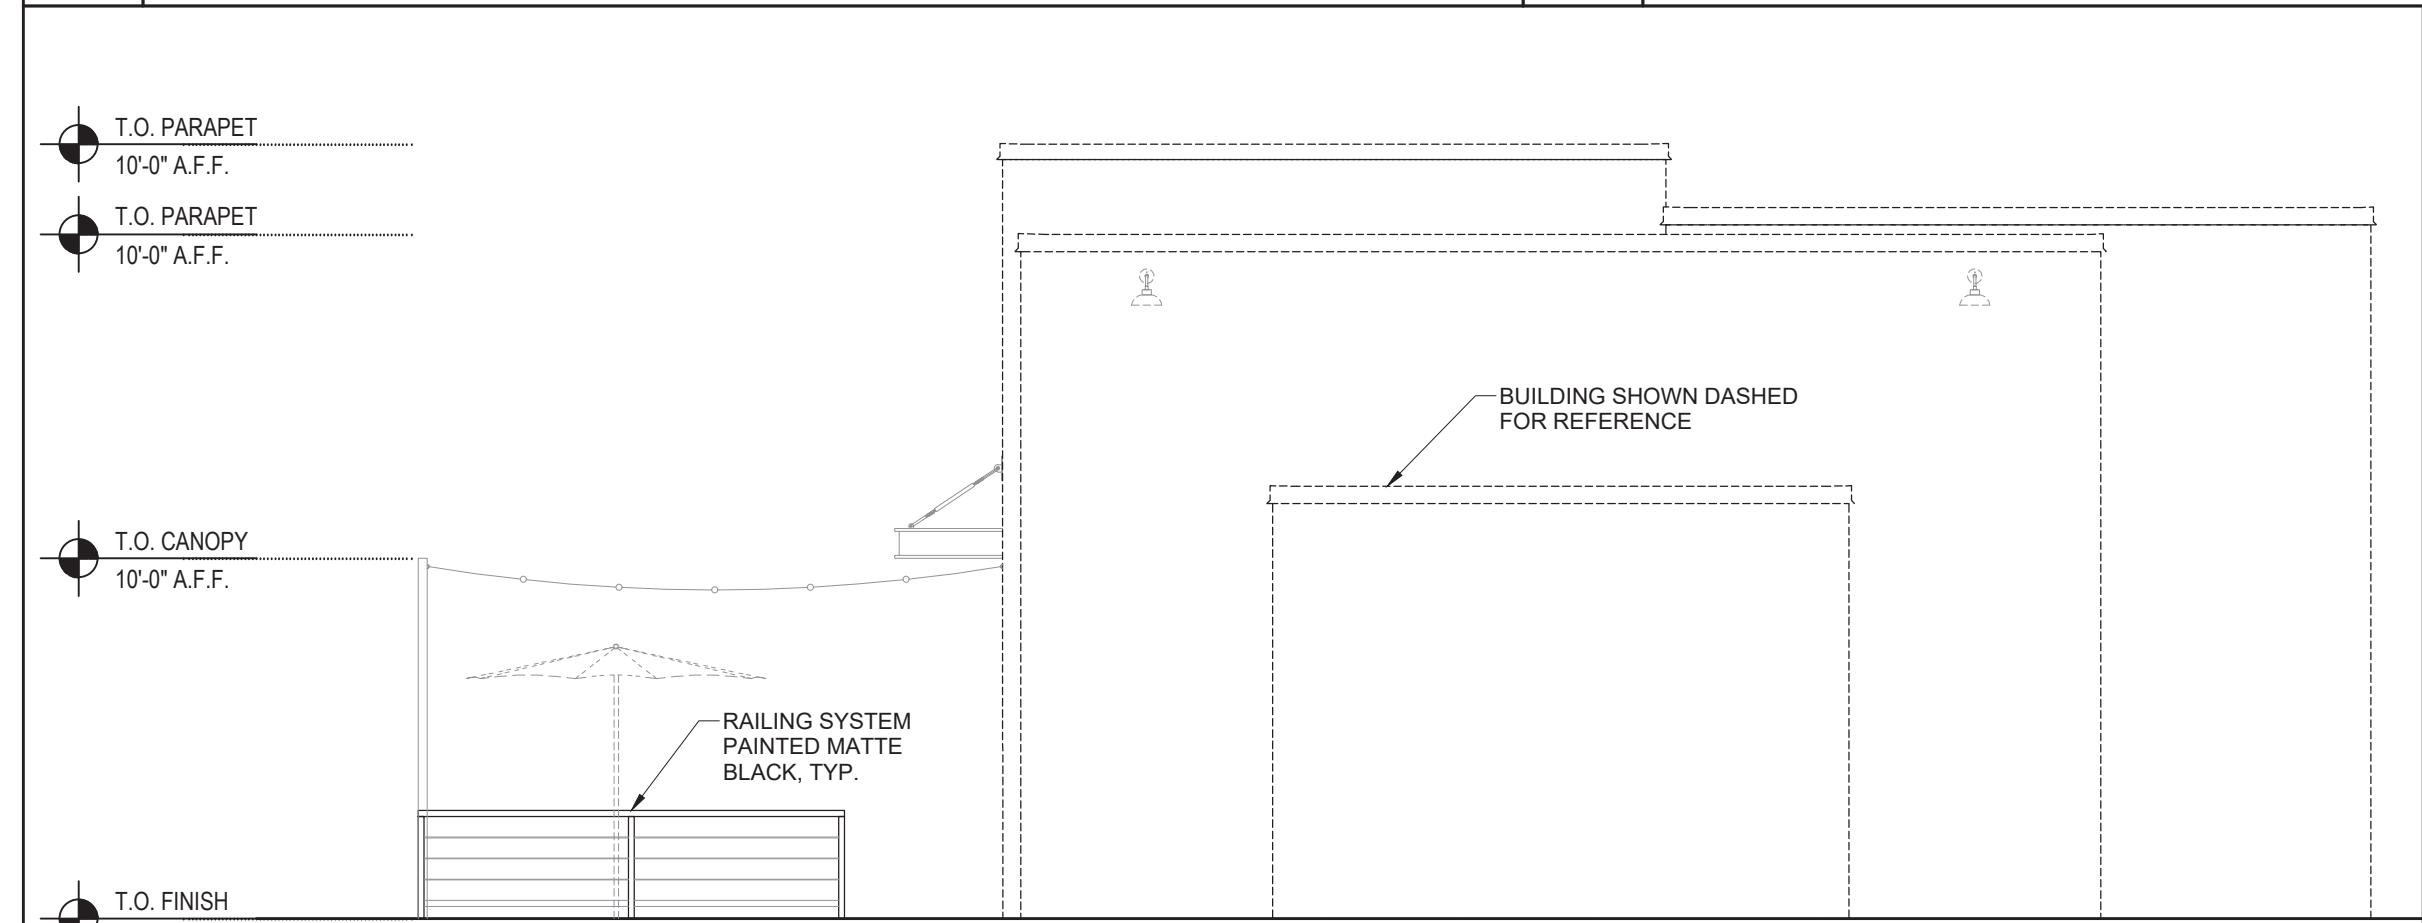 T.O. PARAPET
10'-0" A.F.F.
T.O. PARAPET
10'-0" A.F.F.
BUILDING SHOWN DASHED
FOR REFERENCE
T.O. CANOPY
10'-0" A.F.F.
RAILING SYSTEM
PAINTED MATTE
BLACK, TYP.
T.O. FINISH